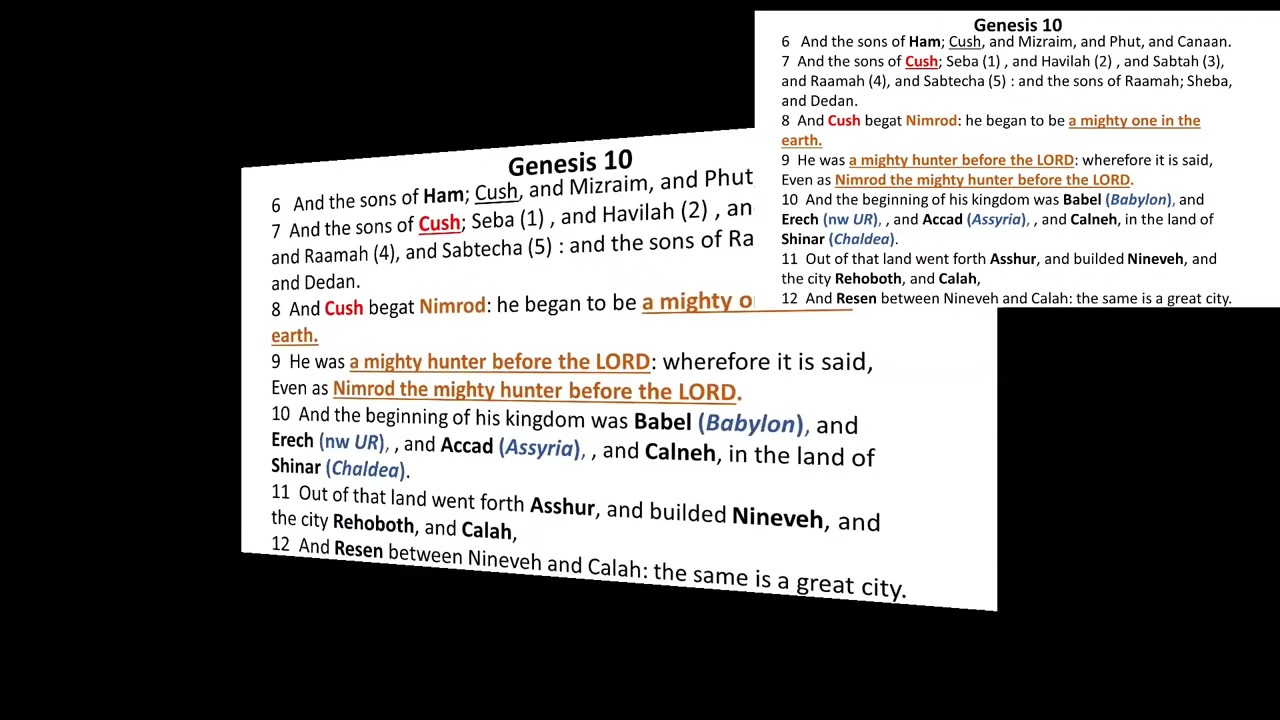 Genesis 10
6 And the sons of Ham; Cush, and Mizraim, and Phut, and Canaan.
7 And the sons of Cush; Seba (1) , and Havilah (2) , and Sabtah (3),
and Raamah (4), and Sabtecha (5) : and the sons of Raamah; Sheba,
and Dedan.
8 And Cush begat Nimrod: he began to be a mighty one in the
earth.
9 He was a mighty hunter before the LORD: wherefore it is said,
Even as Nimrod the mighty hunter before the LORD.
10 And the beginning of his kingdom was Babel (Babylon), and
Erech (nw UR), , and Accad (Assyria), , and Calneh, in the land of
Shinar (Chaldea).
11 Out of that land went forth Asshur, and builded Nineveh, and
the city Rehoboth, and Calah,
12 And Resen between Nineveh and Calah: the same is a great city.
Genesis 10
6 And the sons of Ham; Cush, and Mizraim, and Phut
7 And the sons of Cush; Seba (1) , and Havilah (2) , an
and Raamah (4), and Sabtecha (5) : and the sons of Ra
and Dedan.
8 And Cush begat Nimrod: he began to be a mighty o
earth.
9 He was a mighty hunter before the LORD: wherefore it is said,
Even as Nimrod the mighty hunter before the LORD.
10 And the beginning of his kingdom was Babel (Babylon), and
Erech (nw UR), , and Accad (Assyria), , and Calneh, in the land of
Shinar (Chaldea).
11 Out of that land went forth Asshur, and builded Nineveh, and
the city Rehoboth, and Calah,
12 And Resen between Nineveh and Calah: the same is a great city.